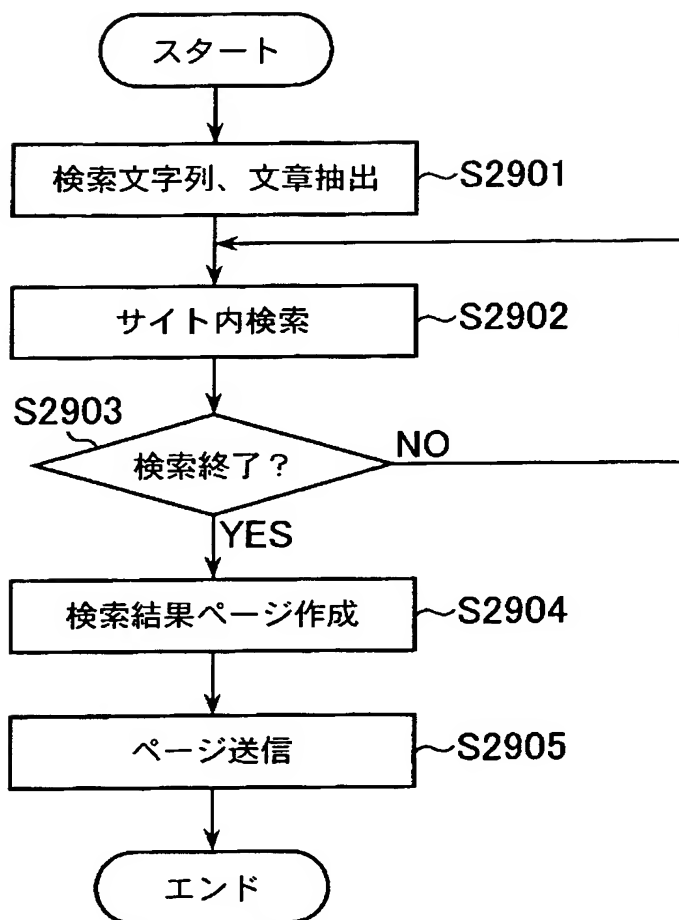 スタート
検索文字列、文章抽出
S2901
サイト内検索
S2902
S2903
検索終了?
NO
YES
検索結果ページ作成
S2904
ページ送信
S2905
エンド